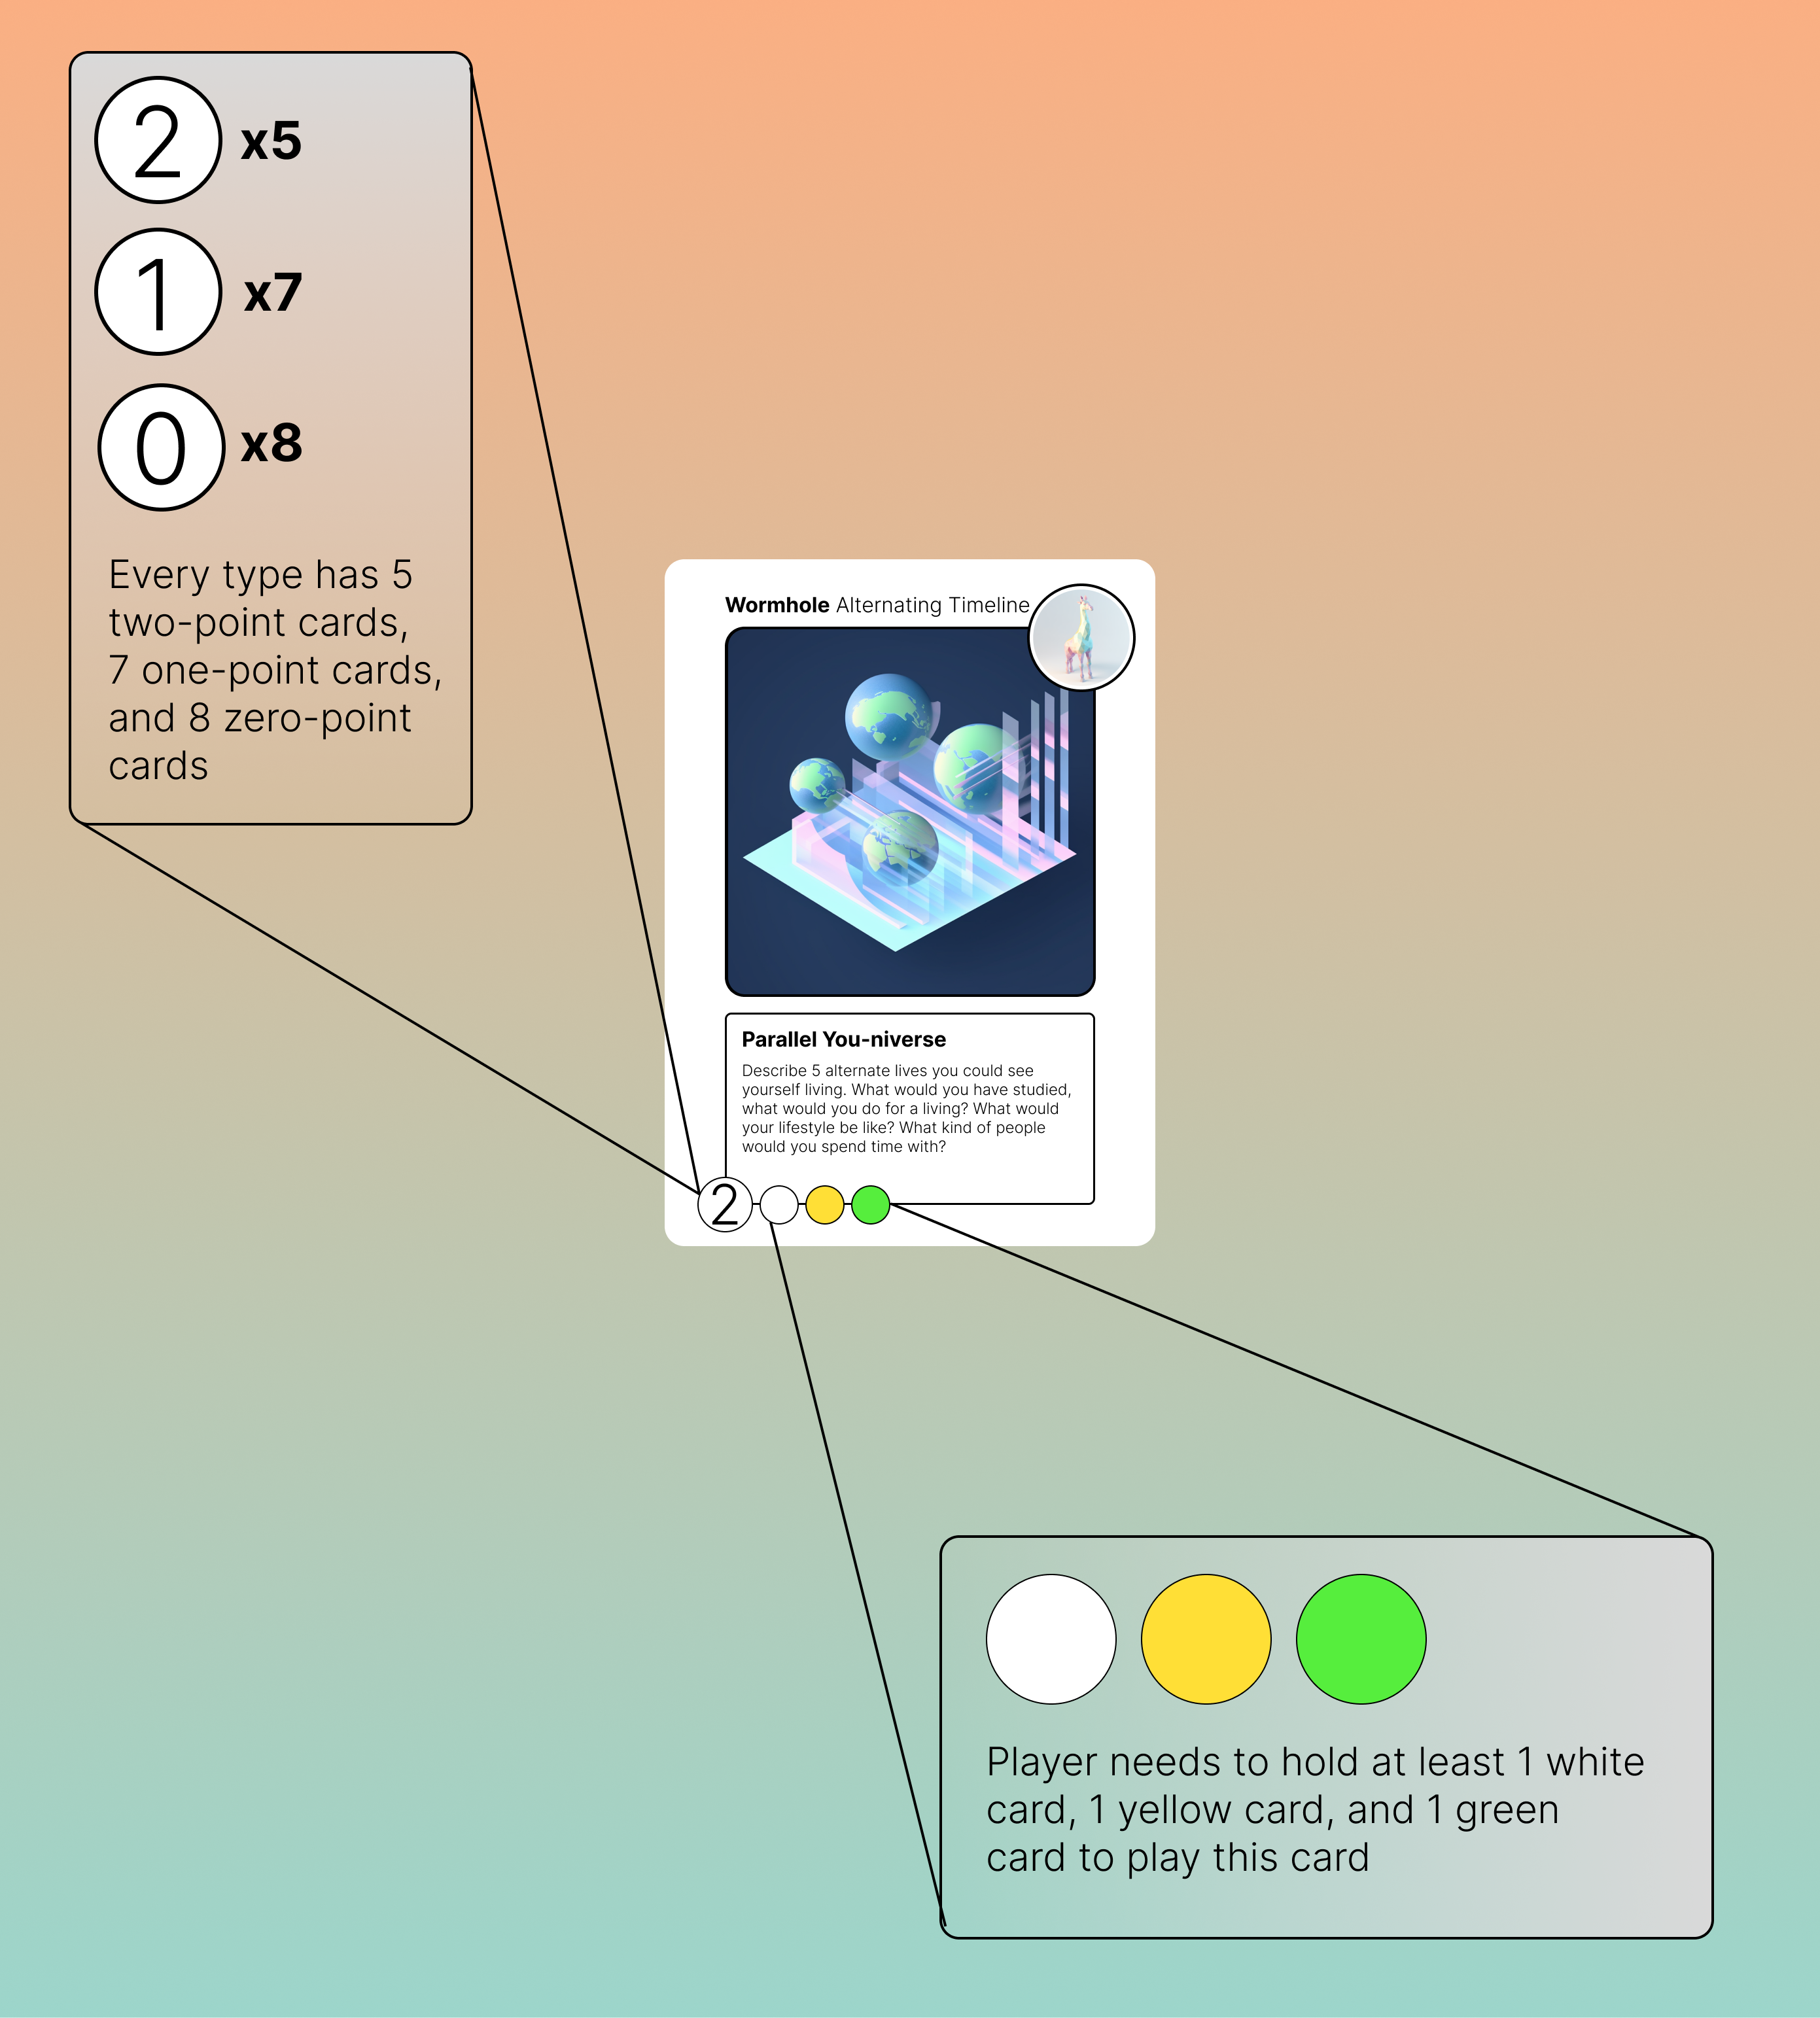 2 x5
1 x7
0 x8
Every type has 5
two-point cards,
7 one-point cards,
and 8 zero-point
cards
Wormhole Alternating Timeline
Parallel You-niverse
Describe 5 alternate lives you could see
yourself living. What would you have studied,
what would you do for a living? What would
your lifestyle be like? What kind of people
would you spend time with?
2
Player needs to hold at least 1 white
card, 1 yellow card, and 1 green
card to play this card